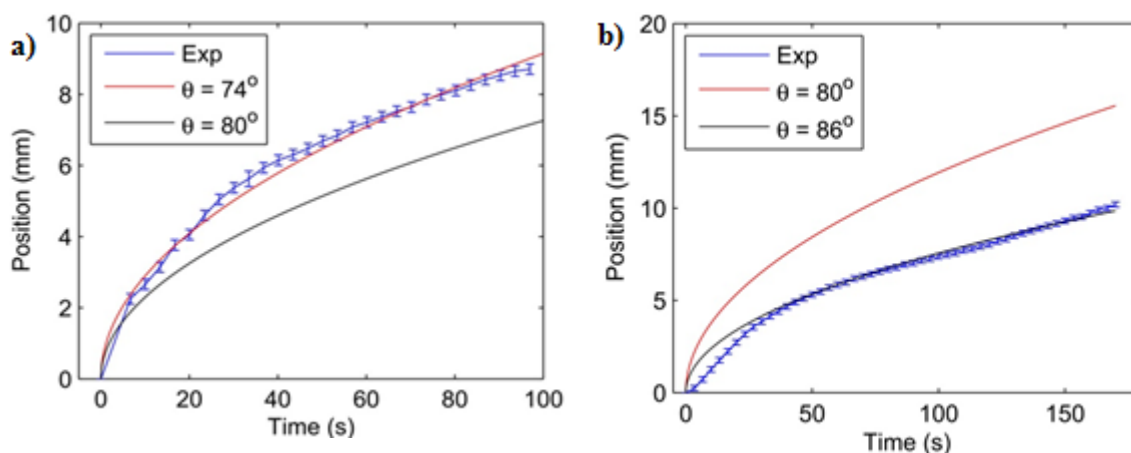 a)
10
8
6
4
2
0
Position (mm)
Exp
θ = 74°
θ = 80°
0 20 40 60 80 100
Time (s)
b)
20
15
10
5
0
Position (mm)
Exp
θ = 80°
θ = 86°
0 50 100 150
Time (s)